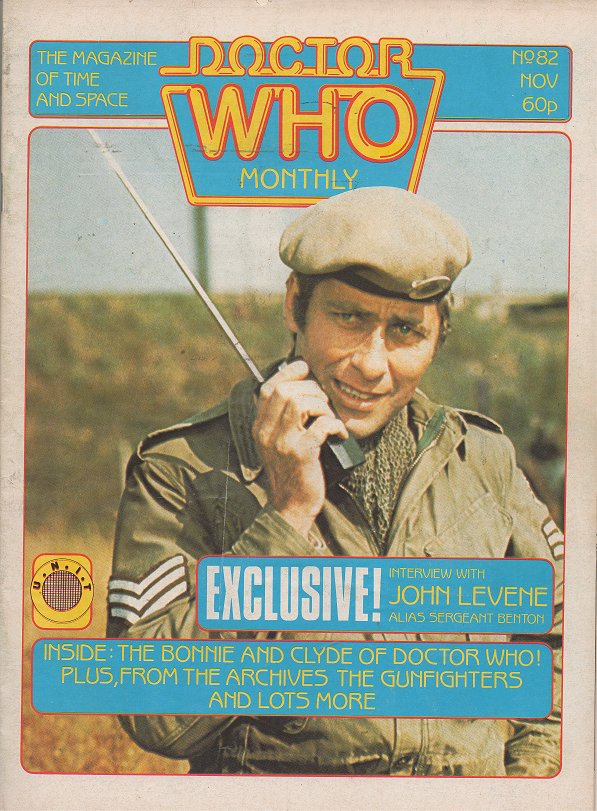 THE MAGAZINE
OF TIME
AND SPACE
DOCTOR
WHO
MONTHLY
Nº82
NOV
60p
U.N.I.T
EXCLUSIVE!
INTERVIEW WITH
JOHN LEVENE
ALIAS SERGEANT BENTON
INSIDE: THE BONNIE AND CLYDE OF DOCTOR WHO!
PLUS, FROM THE ARCHIVES THE GUNFIGHTERS
AND LOTS MORE